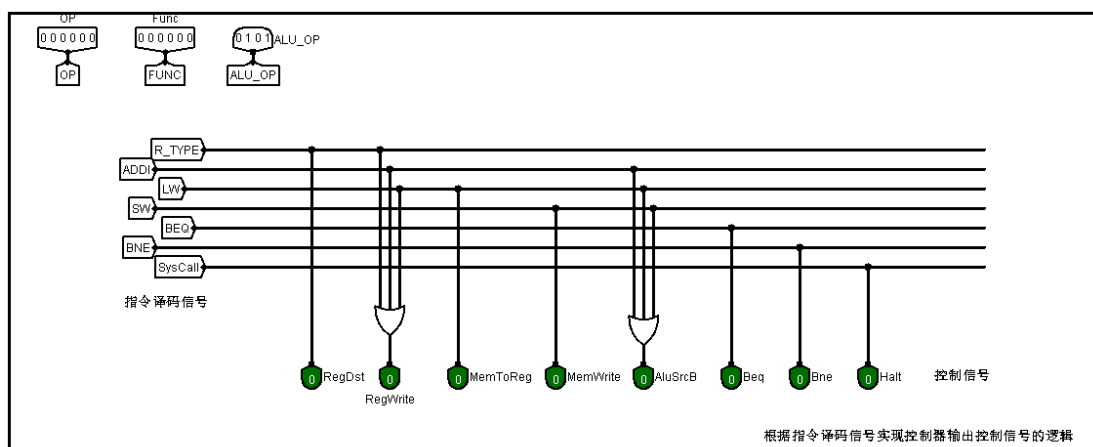 OP
Func
000000
000000
0101
ALU_OP
OP
FUNC
ALU_OP
R_TYPE
ADDI
LW
SW
BEQ
BNE
SysCall
指令译码信号
0
RegDst
0
RegWrite
0
MemToReg
0
MemWrite
0
AluSrcB
0
Beq
0
Bne
0
Halt
控制信号
根据指令译码信号实现控制器输出控制信号的逻辑